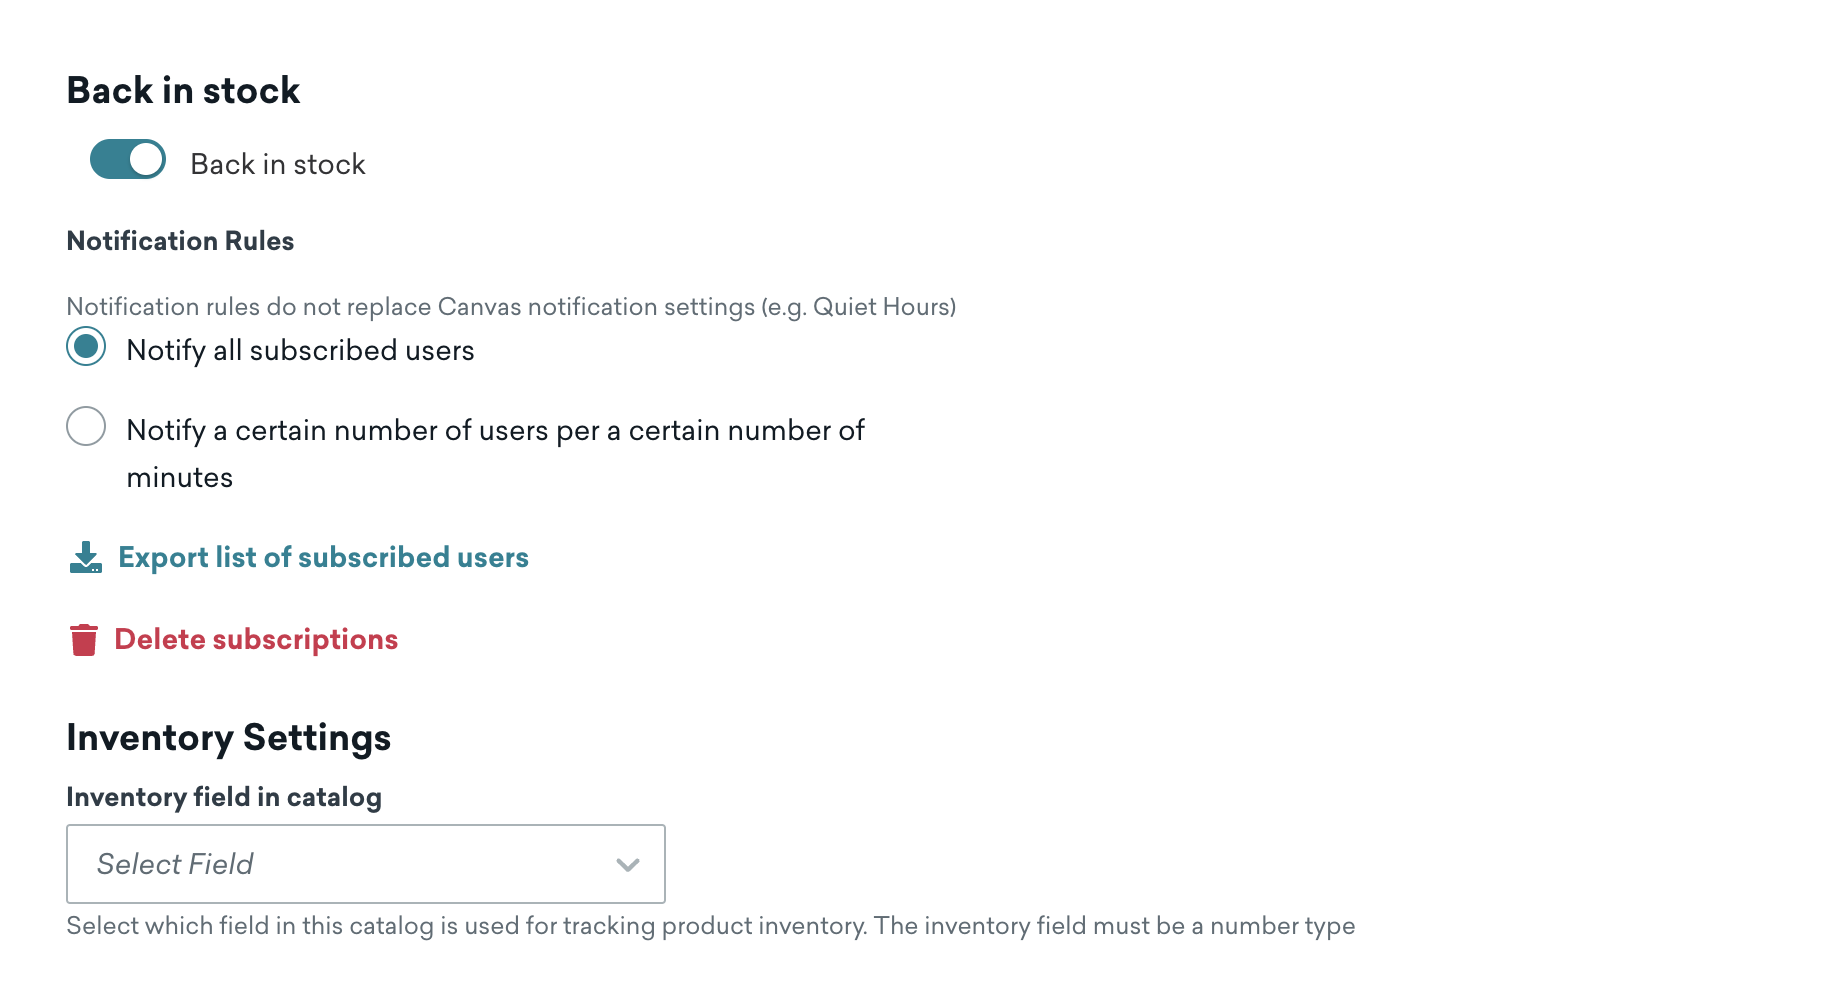 Back in stock
Back in stock
Notification Rules
Notification rules do not replace Canvas notification settings (e.g. Quiet Hours)
Notify all subscribed users
Notify a certain number of users per a certain number of
minutes
Export list of subscribed users
Delete subscriptions
Inventory Settings
Inventory field in catalog
Select Field
Select which field in this catalog is used for tracking product inventory. The inventory field must be a number type